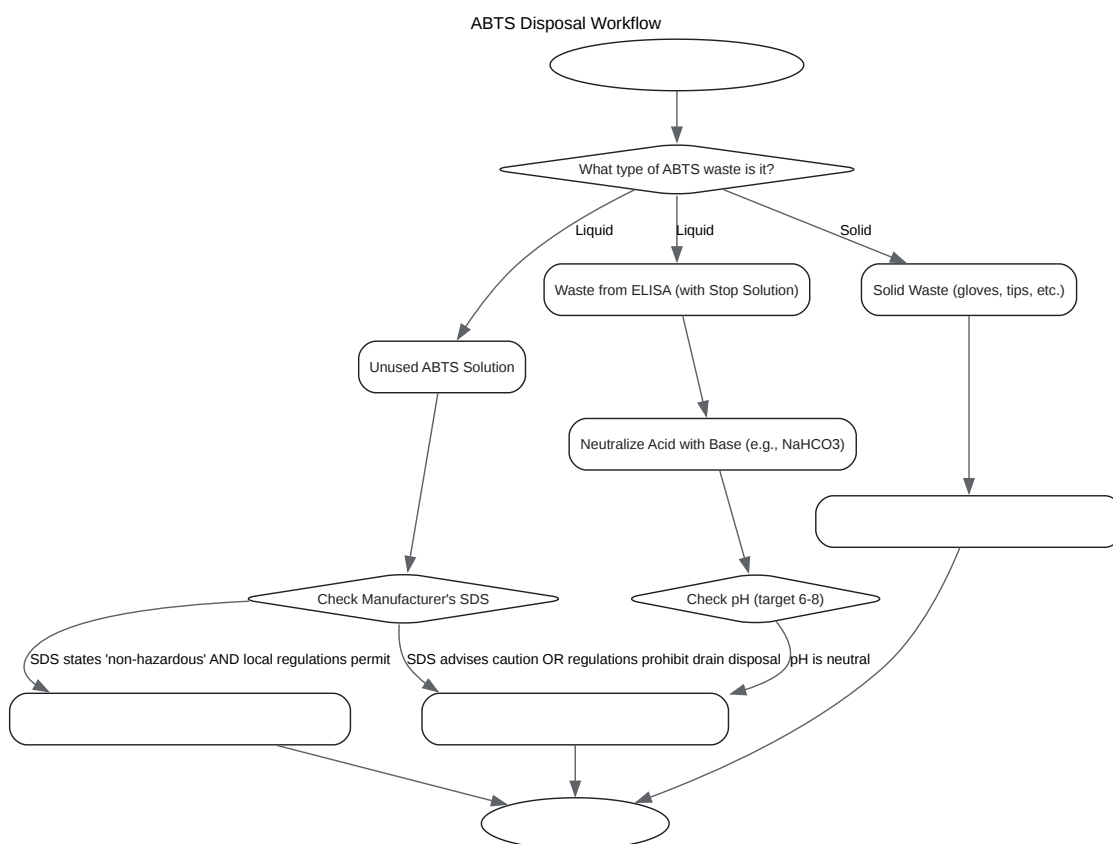 ABTS Disposal Workflow
What type of ABTS waste is it?
Liquid
Liquid
Solid
Waste from ELISA (with Stop Solution)
Solid Waste (gloves, tips, etc.)
Unused ABTS Solution
Neutralize Acid with Base (e.g., NaHCO3)
Check Manufacturer's SDS
Check pH (target 6-8)
SDS states 'non-hazardous' AND local regulations permit
SDS advises caution OR regulations prohibit drain disposal
pH is neutral